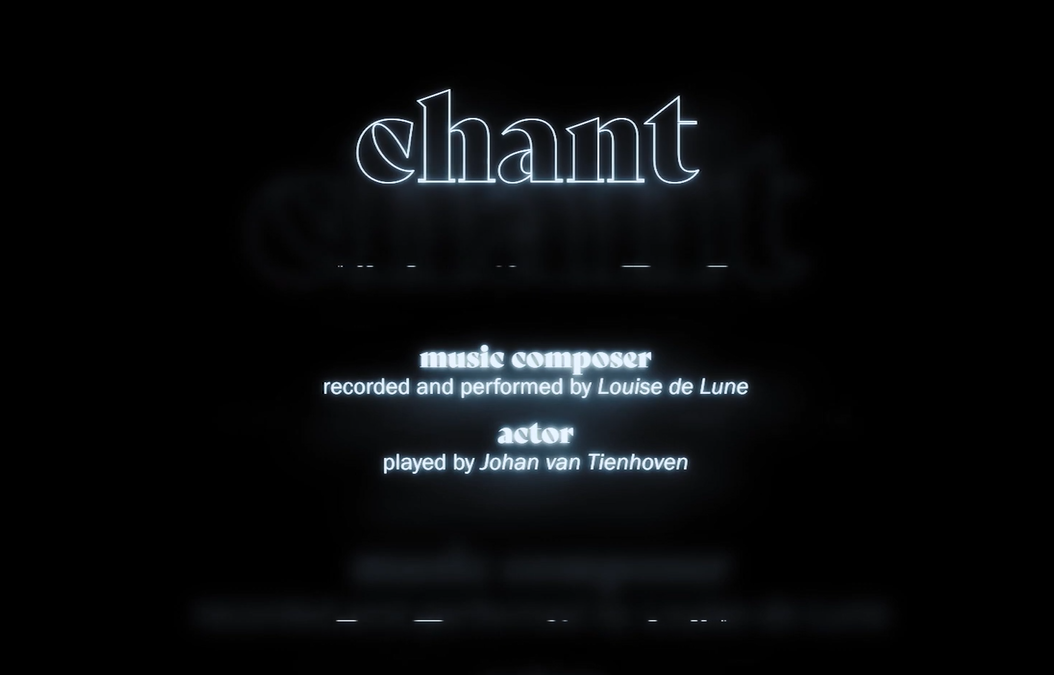 chant
music composer
recorded and performed by Louise de Lune
actor
played by Johan van Tienhoven